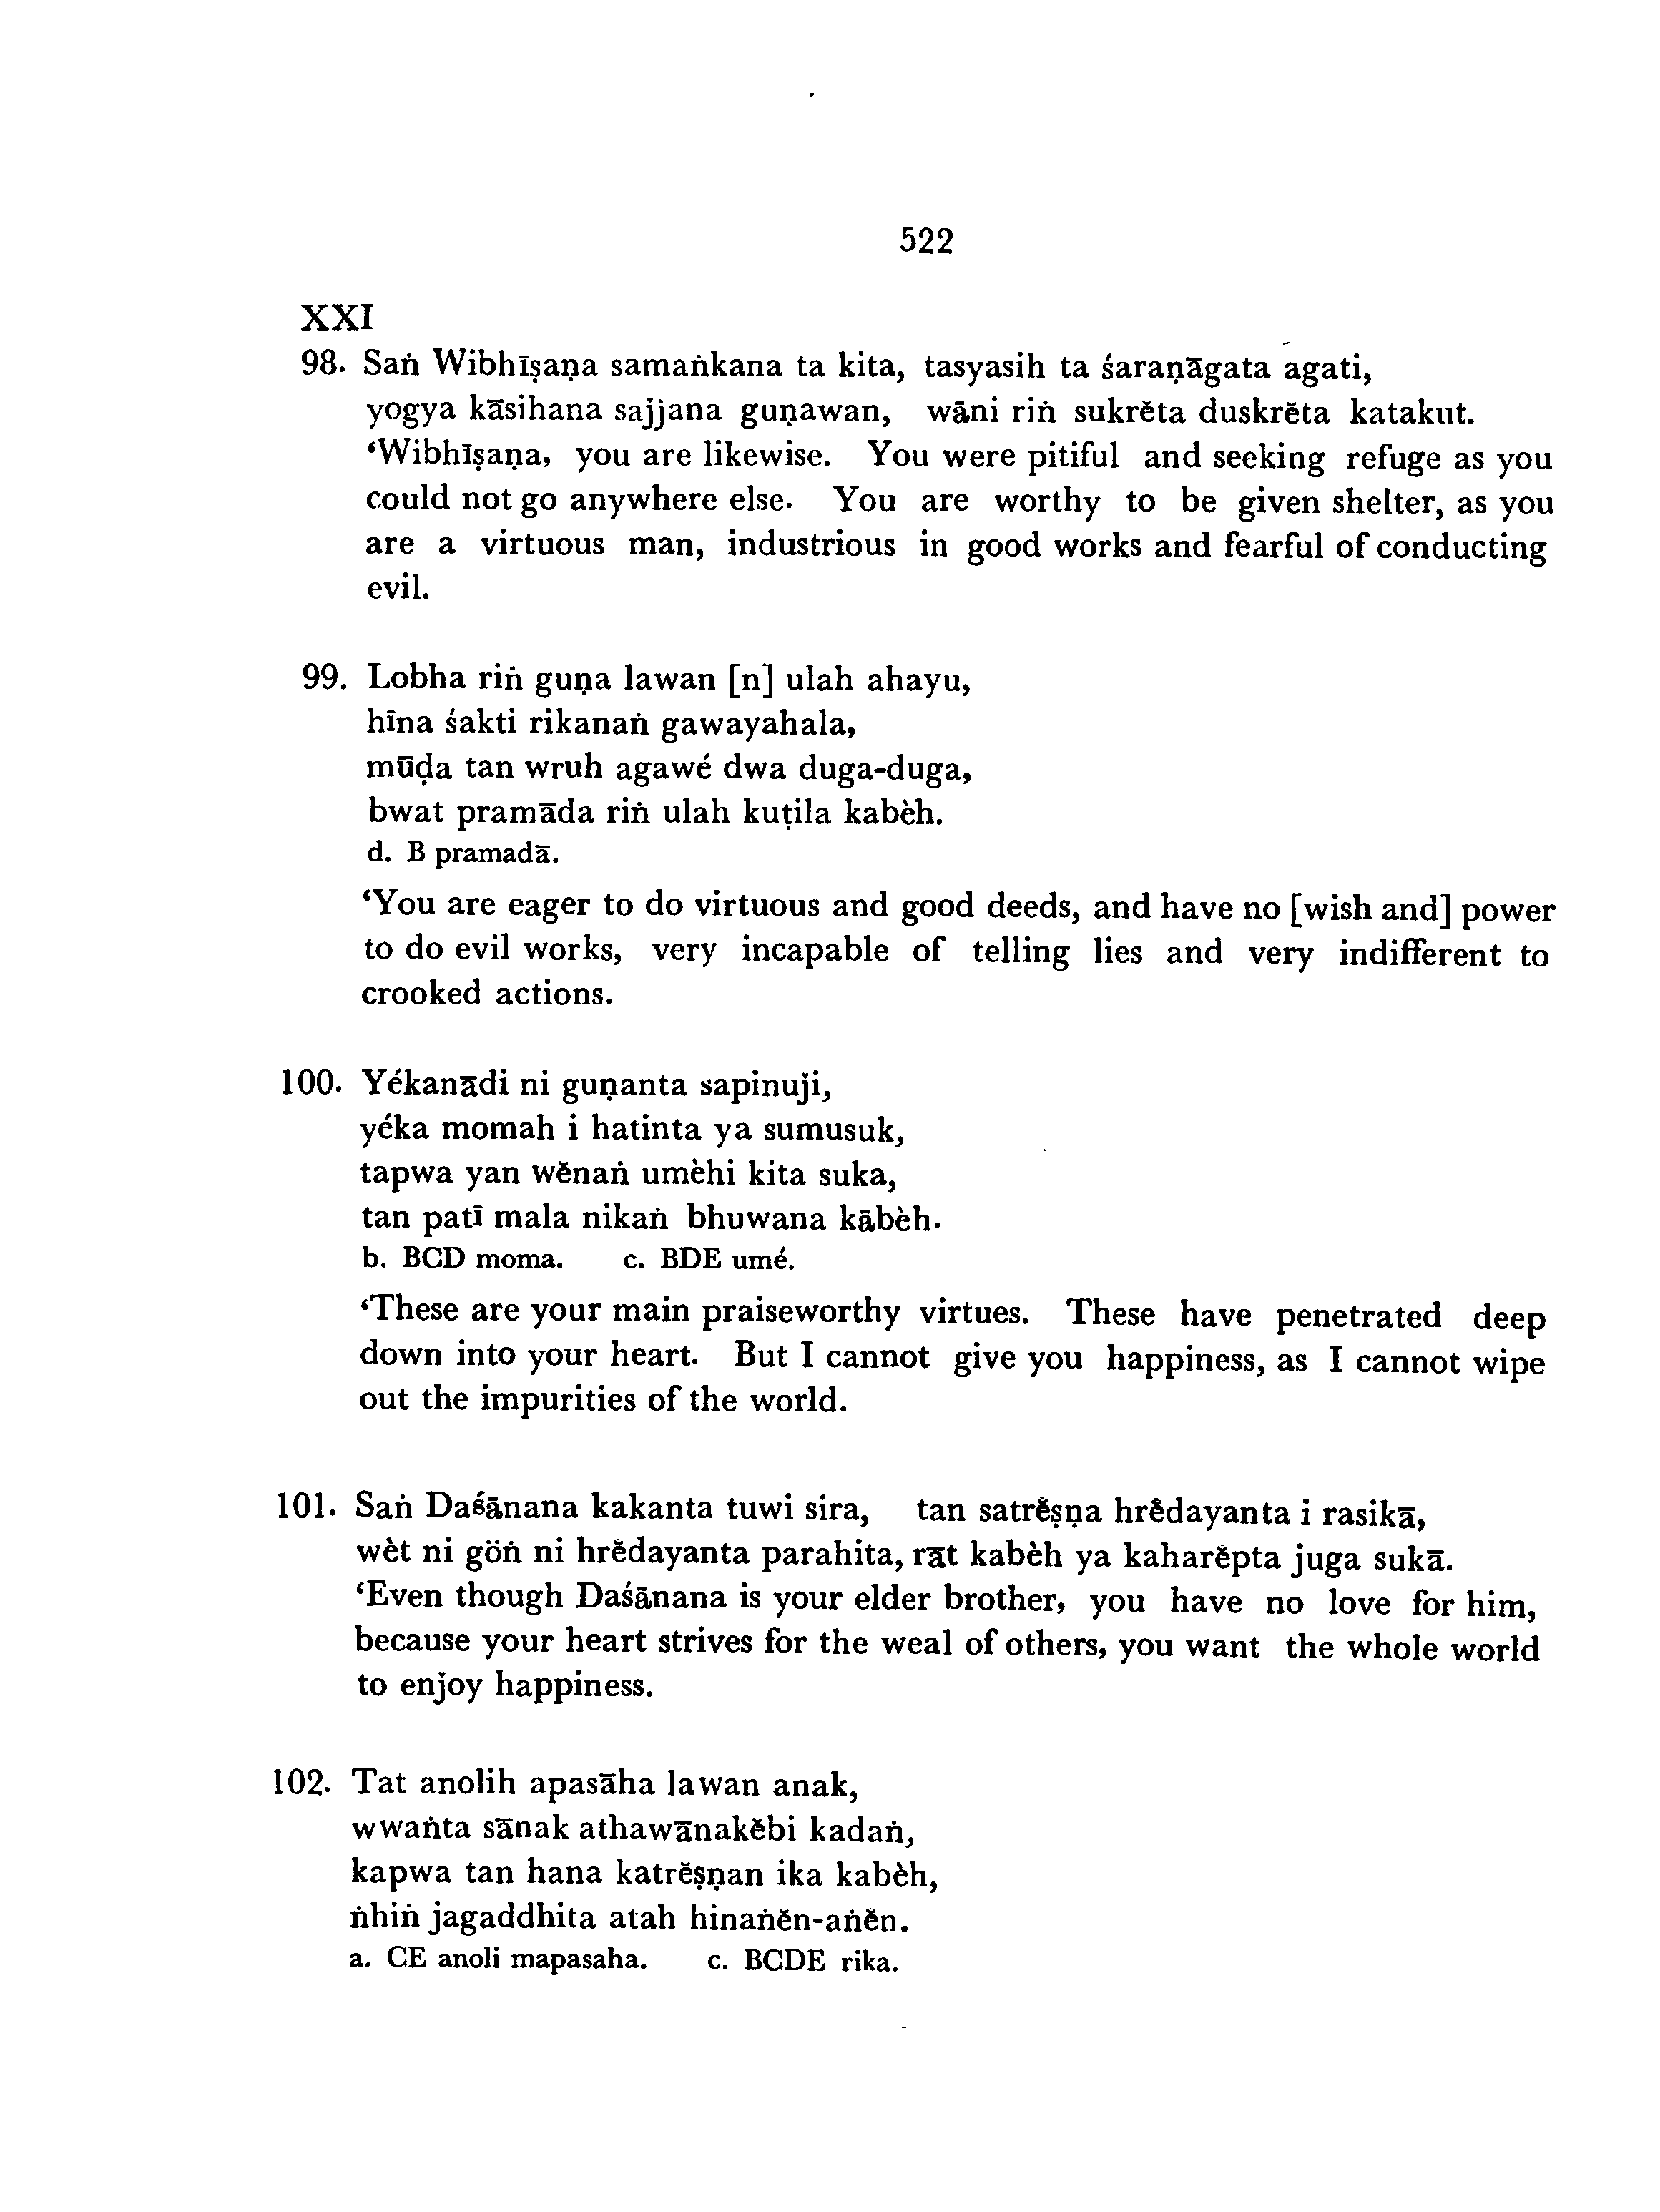 522
XXI
98. Saṅ Wibhīṣaṇa samaṅkana ta kita, tasyasih ta śaraṇāgata āgati,
yogya kāsihana sajjana guṇawan, wāni riṅ sukrĕta duskrĕta katakut.
‘Wibhīṣaṇa, you are likewise. You were pitiful and seeking refuge as you
could not go anywhere else. You are worthy to be given shelter, as you
are a virtuous man, industrious in good works and fearful of conducting
evil.
99. Lobha riṅ guṇa lawan [n] ulah ahayu,
hīna śakti rikanaṅ gawayahala,
mūḍa tan wruh agawé dwa duga-duga,
bwat pramāda riṅ ulah kuṭila kabèh.
d. B pramadā.
‘You are eager to do virtuous and good deeds, and have no [wish and] power
to do evil works, very incapable of telling lies and very indifferent to
crooked actions.
100. Yékanādi ni guṇanta sapinuji,
yéka momah i hatinta ya sumusuk,
tapwa yan wĕnaṅ umèhi kita suka,
tan patī mala nikaṅ bhuwana kābèh.
b. BCD moma. c. BDE umé.
‘These are your main praiseworthy virtues. These have penetrated deep
down into your heart. But I cannot give you happiness, as I cannot wipe
out the impurities of the world.
101. Saṅ Daśānana kakanta tuwi sira, tan satrĕṣṇa hrĕdayanta i rasikā,
wèt ni göṅ ni hrĕdayanta parahita, rāt kabèh ya kaharĕpta juga sukā.
‘Even though Daśānana is your elder brother, you have no love for him,
because your heart strives for the weal of others, you want the whole world
to enjoy happiness.
102. Tat anolih apasāha lawan anak,
wwaṅta sānak athawānakĕbi kadaṅ,
kapwa tan hana katrĕṣṇan ika kabèh,
ṅhiṅ jagaddhita atah hinaṅĕn-aṅĕn.
a. CE anoli mapasaha. c. BCDE rika.